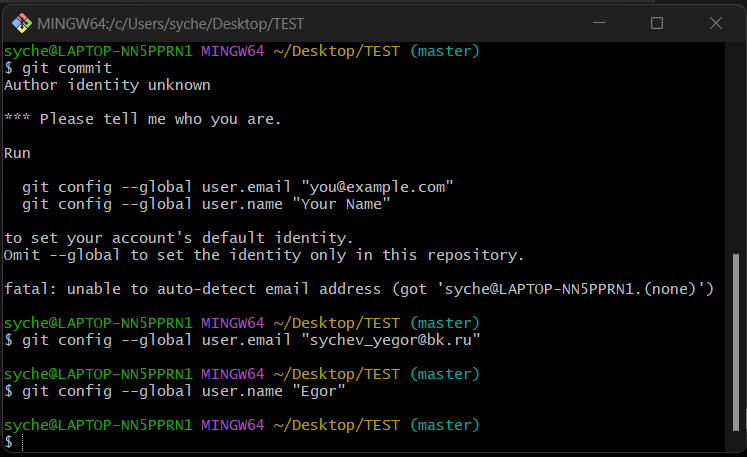 MINGW64:/c/Users/syche/Desktop/TEST
syche@LAPTOP-NN5PPRN1 MINGW64 ~/Desktop/TEST (master)
$ git commit
Author identity unknown
*** Please tell me who you are.
Run
git config --global user.email "you@example.com"
git config --global user.name "Your Name"
to set your account's default identity.
Omit --global to set the identity only in this repository.
fatal: unable to auto-detect email address (got 'syche@LAPTOP-NN5PPRN1.(none)')
syche@LAPTOP-NN5PPRN1 MINGW64 ~/Desktop/TEST (master)
$ git config --global user.email "sychev_yegor@bk.ru"
syche@LAPTOP-NN5PPRN1 MINGW64 ~/Desktop/TEST (master)
$ git config --global user.name "Egor"
syche@LAPTOP-NN5PPRN1 MINGW64 ~/Desktop/TEST (master)
$